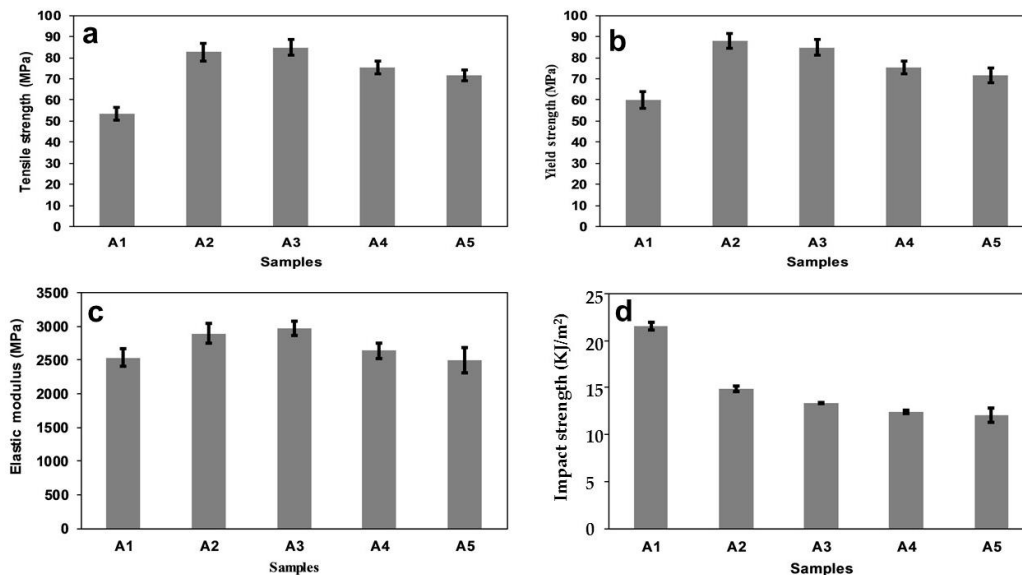 a
Tensile strength (MPa)
100
90
80
70
60
50
40
30
20
10
0
A1 A2 A3 A4 A5
Samples
b
Yield strength (MPa)
100
90
80
70
60
50
40
30
20
10
0
A1 A2 A3 A4 A5
Samples
c
Elastic modulus (MPa)
3500
3000
2500
2000
1500
1000
500
0
A1 A2 A3 A4 A5
Samples
d
Impact strength (KJ/m²)
25
20
15
10
5
0
A1 A2 A3 A4 A5
Samples